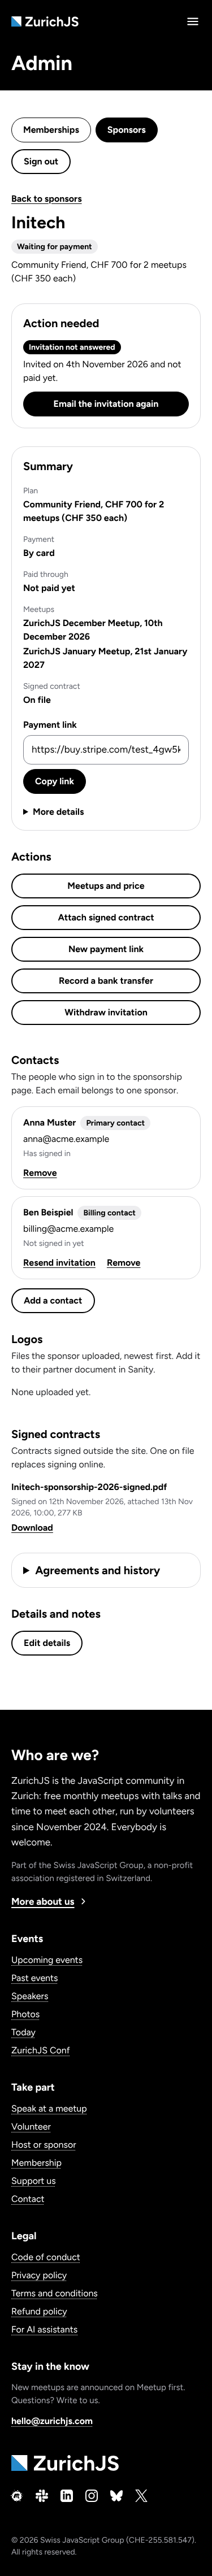 ZurichJS
Admin
Memberships
Sponsors
Sign out
Back to sponsors
Initech
Waiting for payment
Community Friend, CHF 700 for 2 meetups
(CHF 350 each)
Action needed
Invitation not answered
Invited on 4th November 2026 and not
paid yet.
Email the invitation again
Summary
Plan
Community Friend, CHF 700 for 2
meetups (CHF 350 each)
Payment
By card
Paid through
Not paid yet
Meetups
ZurichJS December Meetup, 10th
December 2026
ZurichJS January Meetup, 21st January
2027
Signed contract
On file
Payment link
https://buy.stripe.com/test_4gw5k
Copy link
More details
Actions
Meetups and price
Attach signed contract
New payment link
Record a bank transfer
Withdraw invitation
Contacts
The people who sign in to the sponsorship
page. Each email belongs to one sponsor.
Anna Muster Primary contact
anna@acme.example
Has signed in
Remove
Ben Beispiel Billing contact
billing@acme.example
Not signed in yet
Resend invitation Remove
Add a contact
Logos
Files the sponsor uploaded, newest first. Add it
to their partner document in Sanity.
None uploaded yet.
Signed contracts
Contracts signed outside the site. One on file
replaces signing online.
Initech-sponsorship-2026-signed.pdf
Signed on 12th November 2026, attached 13th Nov
2026, 10:00, 277 KB
Download
Agreements and history
Details and notes
Edit details
Who are we?
ZurichJS is the JavaScript community in
Zurich: free monthly meetups with talks and
time to meet each other, run by volunteers
since November 2024. Everybody is
welcome.
Part of the Swiss JavaScript Group, a non-profit
association registered in Switzerland.
More about us
Events
Upcoming events
Past events
Speakers
Photos
Today
ZurichJS Conf
Take part
Speak at a meetup
Volunteer
Host or sponsor
Membership
Support us
Contact
Legal
Code of conduct
Privacy policy
Terms and conditions
Refund policy
For AI assistants
Stay in the know
New meetups are announced on Meetup first.
Questions? Write to us.
hello@zurichjs.com
ZurichJS
© 2026 Swiss JavaScript Group (CHE-255.581.547).
All rights reserved.